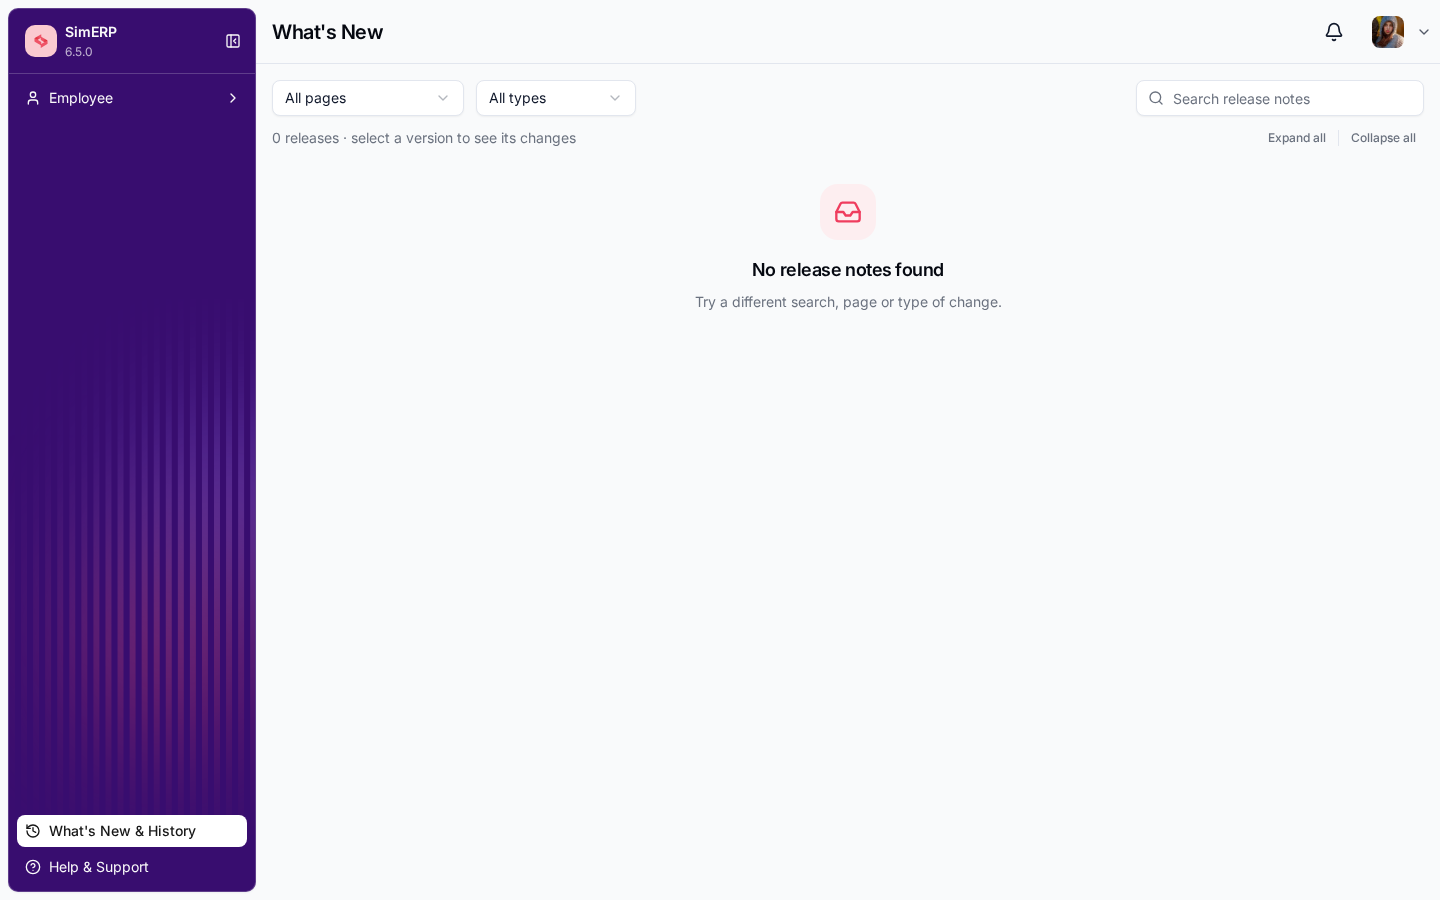 SimERP
6.5.0
Employee
What's New & History
Help & Support
What's New
All pages
All types
Search release notes
0 releases · select a version to see its changes
Expand all
Collapse all
No release notes found
Try a different search, page or type of change.